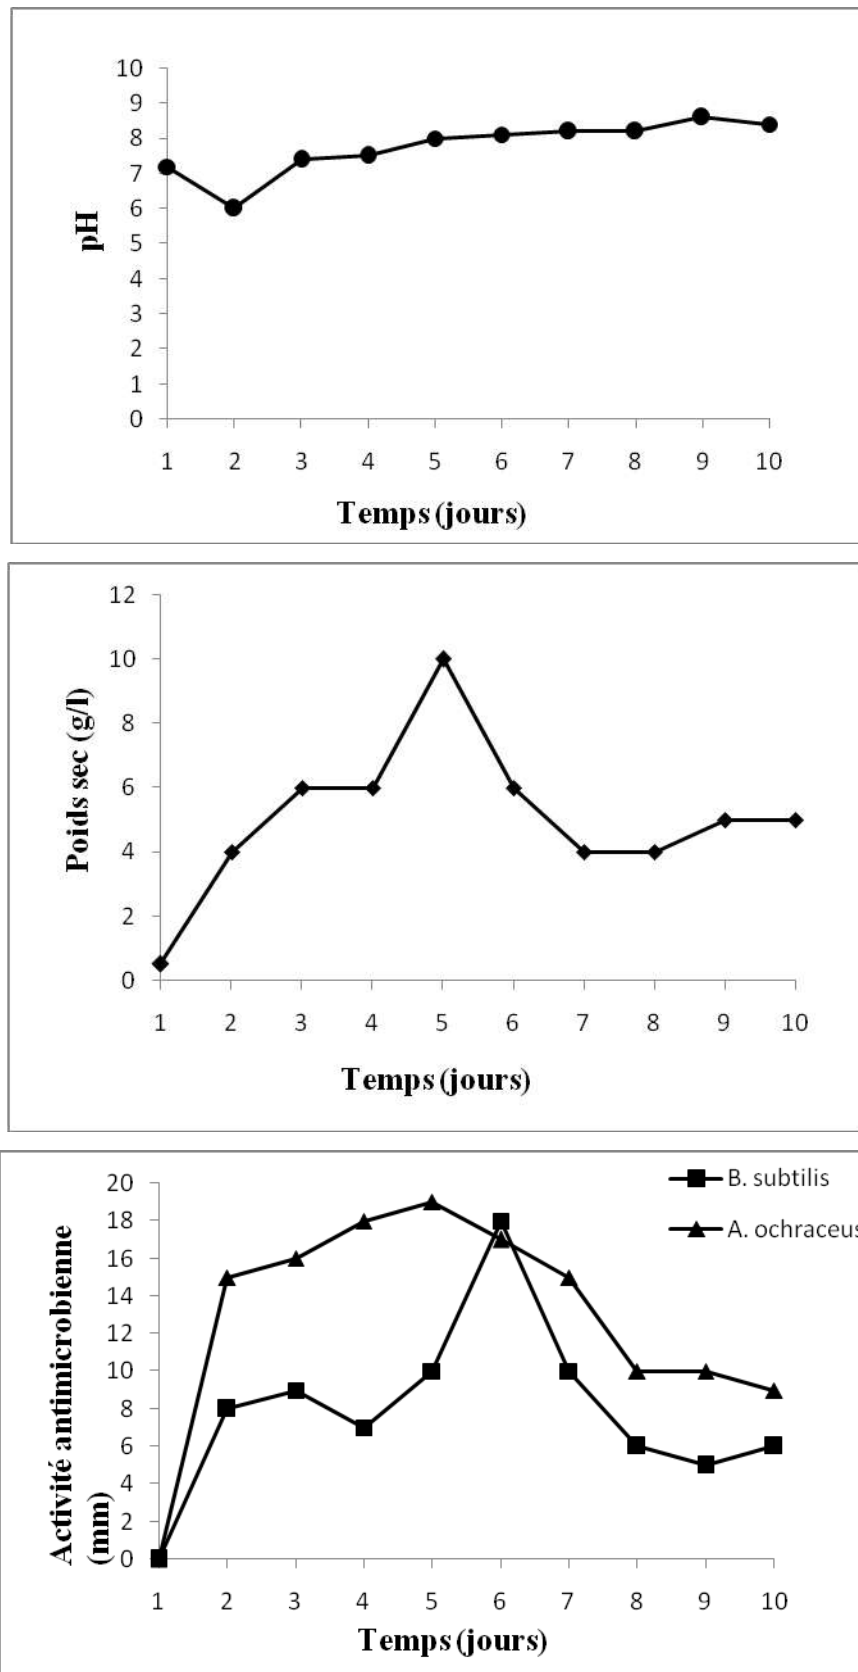 10
9
8
7
6
5
4
3
2
1
0
pH
1 2 3 4 5 6 7 8 9 10
Temps (jours)
12
10
8
6
4
2
0
Poids sec (g/l)
1 2 3 4 5 6 7 8 9 10
Temps (jours)
20
18
16
14
12
10
8
6
4
2
0
Activité antimicrobienne
(mm)
B. subtilis
A. ochraceus
1 2 3 4 5 6 7 8 9 10
Temps (jours)